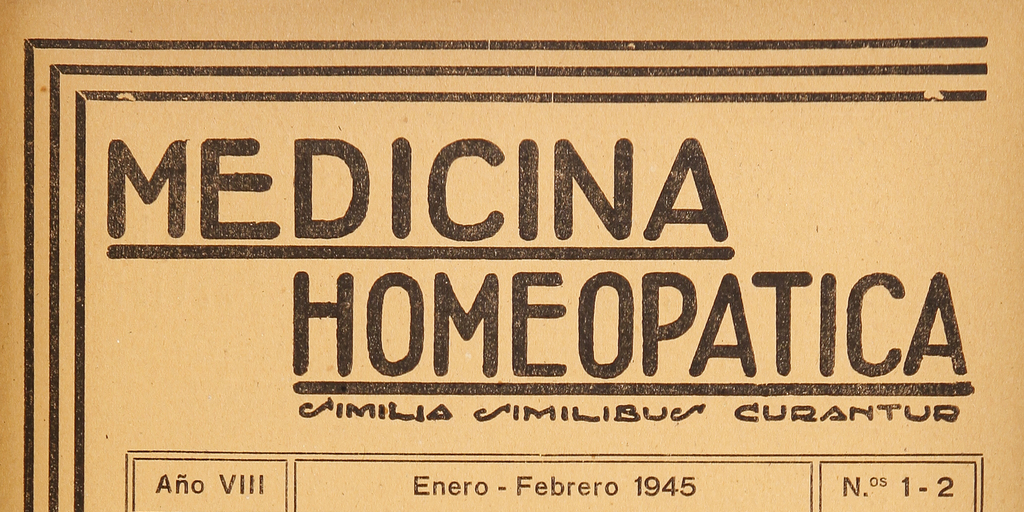 MEDICINA
HOMEOPATICA
SIMILIA SIMILIBUS CURANTUR
Año VIII Enero - Febrero 1945 N.os 1 - 2